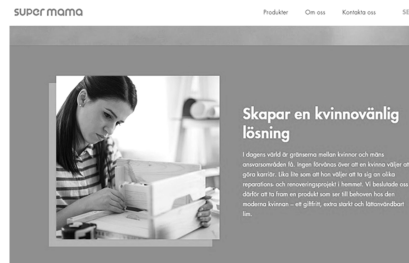 super mama
Produkter Om oss Kontakta oss SE
Skapar en kvinnovänlig
lösning
I dagens värld är gränserna mellan kvinnor och mäns
ansvarsområden få. Ingen förvånas över att en kvinna väljer att
göra karriär. Lika lite som att hon väljer att ta sig an olika
reparations- och renoveringsprojekt i hemmet. Vi beslutade oss
därför att ta fram en produkt som ser till behoven hos den
moderna kvinnan – ett giftfritt, extra starkt och lättanvändbart
lim.